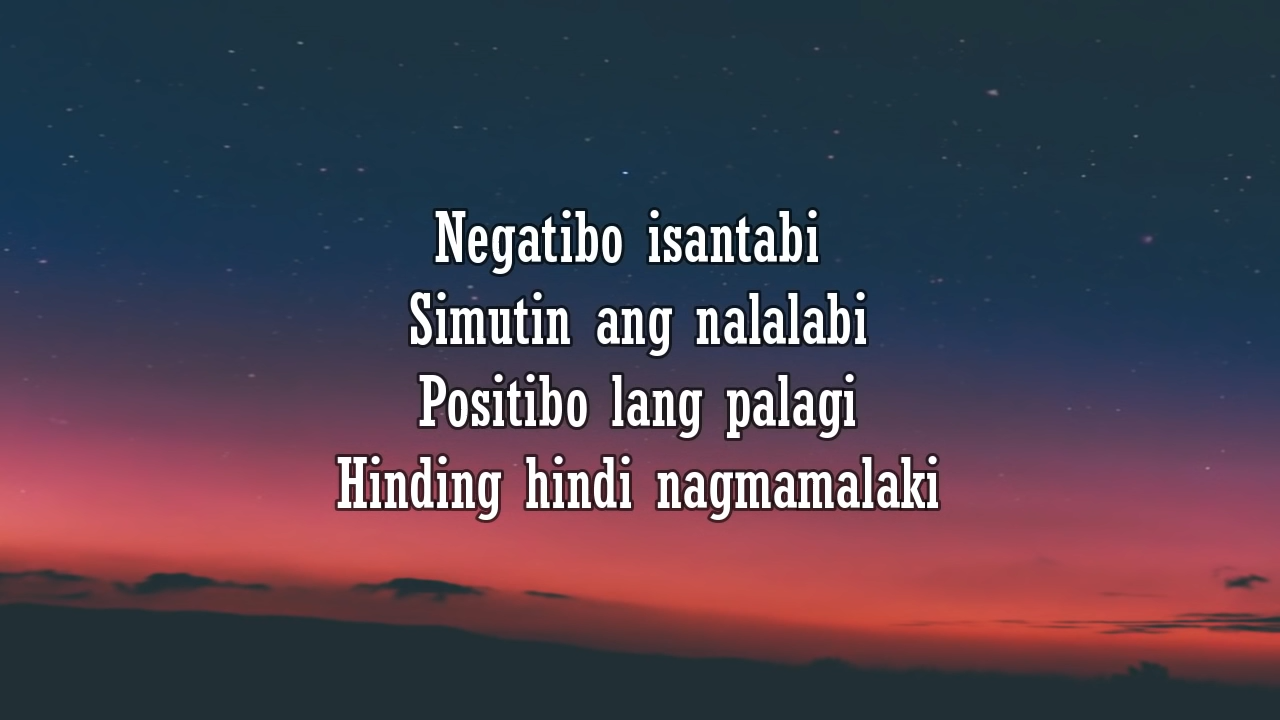 Negatibo isantabi
Simutin ang nalalabi
Positibo lang palagi
Hinding hindi nagmamalaki